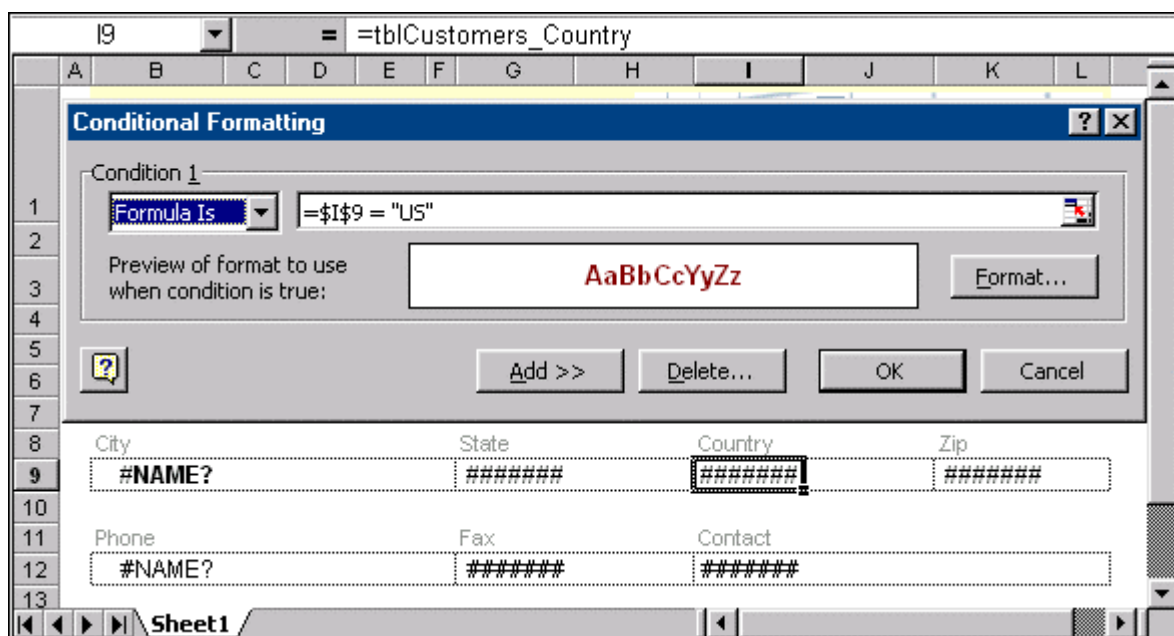 I9 = =tblCustomers_Country
A B C D E F G H I J K L
Conditional Formatting ?
Condition 1
1 Formula Is =$I$9 = "US"
2
Preview of format to use
when condition is true:
AaBbCcYyZz
Format...
3
4
5
? Add >> Delete... OK Cancel
6
7
8 City State Country Zip
9 #NAME? ####### ####### #######
10
11 Phone Fax Contact
12 #NAME? ####### #######
13
Sheet1